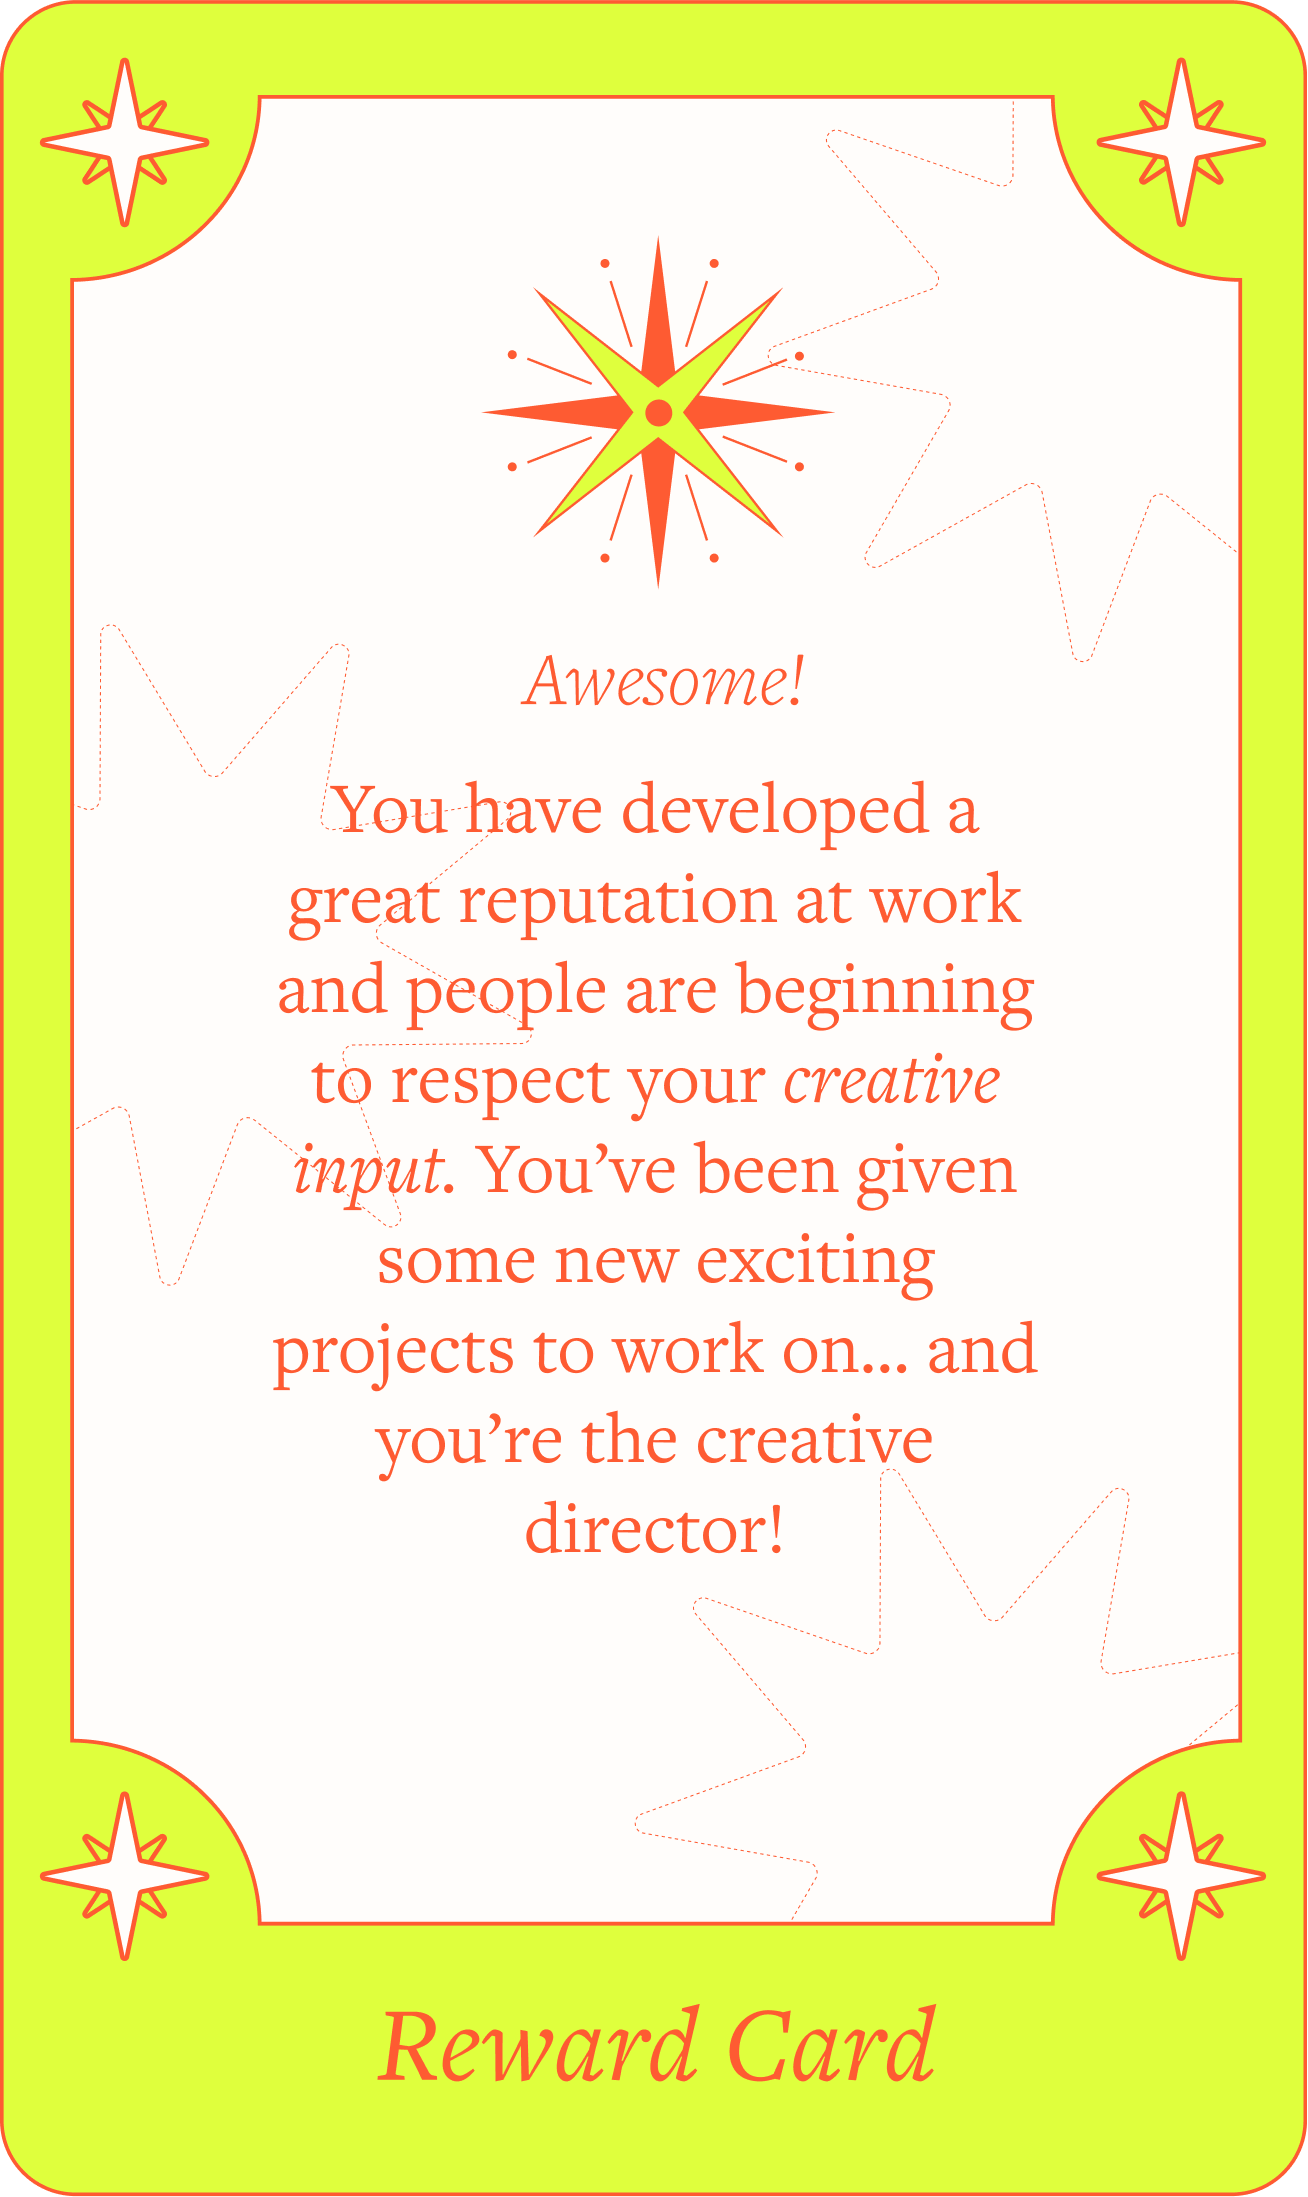 Awesome!
You have developed a
great reputation at work
and people are beginning
to respect your creative
input. You’ve been given
some new exciting
projects to work on... and
you’re the creative
director!
Reward Card